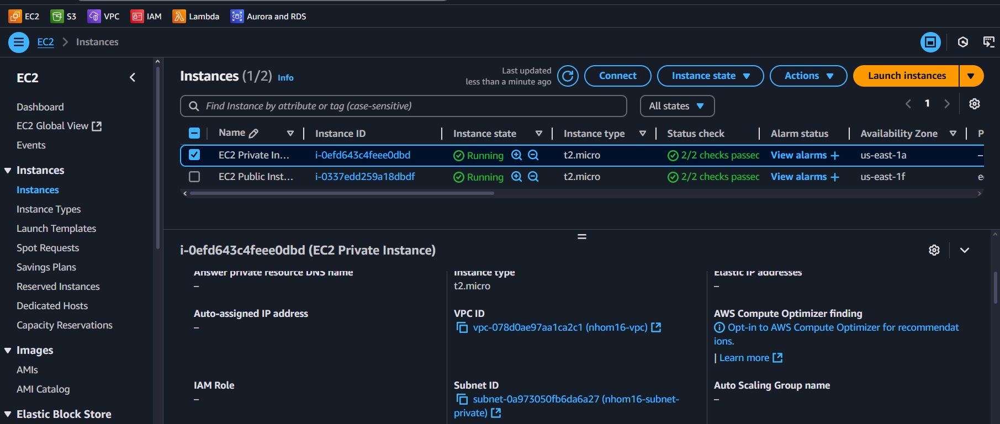 EC2 S3 VPC IAM Lambda Aurora and RDS
EC2 Instances
EC2
Dashboard
EC2 Global View
Events
Instances
Instances
Instance Types
Launch Templates
Spot Requests
Savings Plans
Reserved Instances
Dedicated Hosts
Capacity Reservations
Images
AMIs
AMI Catalog
Elastic Block Store
Instances (1/2) Info
Last updated
less than a minute ago
Connect Instance state Actions Launch instances
Find Instance by attribute or tag (case-sensitive)
All states
1
Name Instance ID Instance state Instance type Status check Alarm status Availability Zone P
EC2 Private In... i-0efd643c4feee0dbd Running t2.micro 2/2 checks passec View alarms + us-east-1a –
EC2 Public Inst... i-0337edd259a18dbdf Running t2.micro 2/2 checks passec View alarms + us-east-1f e
i-0efd643c4feee0dbd (EC2 Private Instance)
Answer private resource DNS name
–
Instance type
t2.micro
Elastic IP addresses
–
Auto-assigned IP address
–
VPC ID
vpc-078d0ae97aa1ca2c1 (nhom16-vpc)
AWS Compute Optimizer finding
Opt-in to AWS Compute Optimizer for recommendat
ions.
| Learn more
IAM Role
–
Subnet ID
subnet-0a973050fb6da6a27 (nhom16-subnet-
private)
Auto Scaling Group name
–